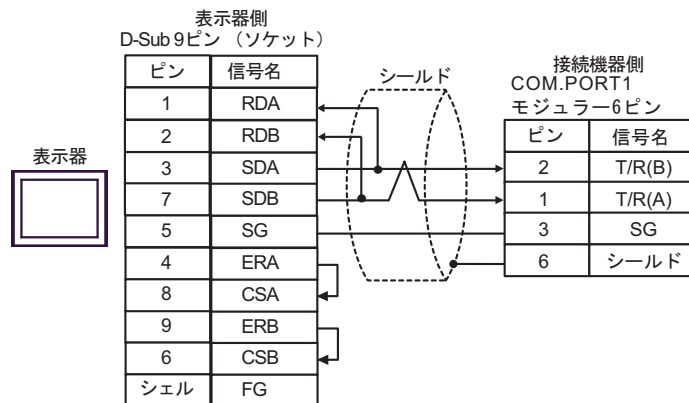 表示器側
D-Sub 9ピン （ソケット）
ピン 信号名
1 RDA
2 RDB
3 SDA
7 SDB
5 SG
4 ERA
8 CSA
9 ERB
6 CSB
シェル FG
表示器
シールド
接続機器側
COM.PORT1
モジュラー6ピン
ピン 信号名
2 T/R(B)
1 T/R(A)
3 SG
6 シールド